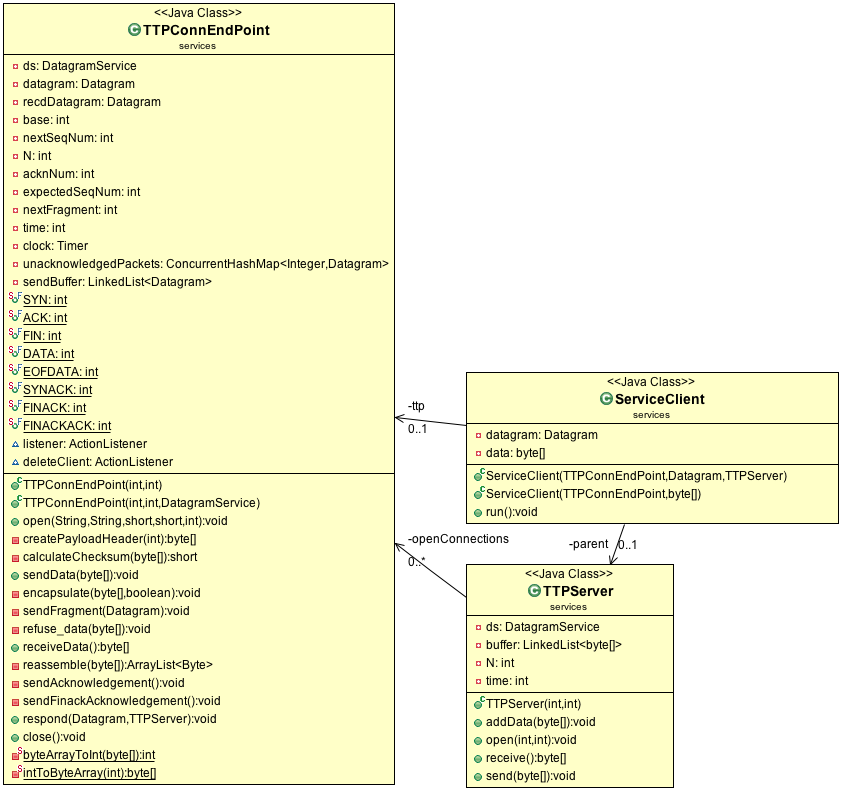 <<Java Class>>
TTPConnEndPoint
services
ds: DatagramService
datagram: Datagram
recdDatagram: Datagram
base: int
nextSeqNum: int
N: int
acknNum: int
expectedSeqNum: int
nextFragment: int
time: int
clock: Timer
unacknowledgedPackets: ConcurrentHashMap<Integer,Datagram>
sendBuffer: LinkedList<Datagram>
SYN: int
ACK: int
FIN: int
DATA: int
EOFDATA: int
SYNACK: int
FINACK: int
FINACKACK: int
listener: ActionListener
deleteClient: ActionListener
TTPConnEndPoint(int,int)
TTPConnEndPoint(int,int,DatagramService)
open(String,String,short,short,int):void
createPayloadHeader(int):byte[]
calculateChecksum(byte[]):short
sendData(byte[]):void
encapsulate(byte[],boolean):void
sendFragment(Datagram):void
refuse_data(byte[]):void
receiveData():byte[]
reassemble(byte[]):ArrayList<Byte>
sendAcknowledgement():void
sendFinackAcknowledgement():void
respond(Datagram,TTPServer):void
close():void
byteArrayToInt(byte[]):int
intToByteArray(int):byte[]
-ttp
0..1
<<Java Class>>
ServiceClient
services
datagram: Datagram
data: byte[]
ServiceClient(TTPConnEndPoint,Datagram,TTPServer)
ServiceClient(TTPConnEndPoint,byte[])
run():void
-openConnections
0..*
-parent
0..1
<<Java Class>>
TTPServer
services
ds: DatagramService
buffer: LinkedList<byte[]>
N: int
time: int
TTPServer(int,int)
addData(byte[]):void
open(int,int):void
receive():byte[]
send(byte[]):void